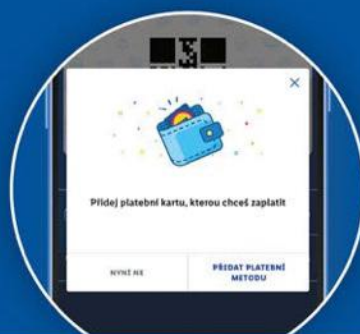 Přidej platební kartu, kterou chceš zaplatit
NYNÍ NE
PŘIDAT PLATEBNÍ
METODU